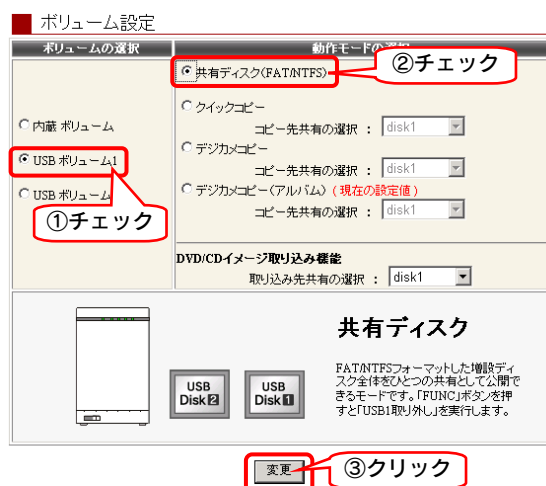 ボリューム設定
ボリュームの選択
動作モードの
②チェック
共有ディスク(FAT/NTFS)
クイックコピー
コピー先共有の選択 : disk1
内蔵 ボリューム
デジカメコピー
USB ボリューム1
コピー先共有の選択 : disk1
デジカメコピー(アルバム) (現在の設定値)
USB ボリューム
コピー先共有の選択 : disk1
①チェック
DVD/CDイメージ取り込み機能
取り込み先共有の選択 : disk1
共有ディスク
FAT/NTFSフォーマットした増設ディ
スク全体をひとつの共有として公開で
きるモードです。「FUNC」ボタンを押
すと「USB1取り外し」を実行します。
USB
Disk 2
USB
Disk 1
変更
③クリック